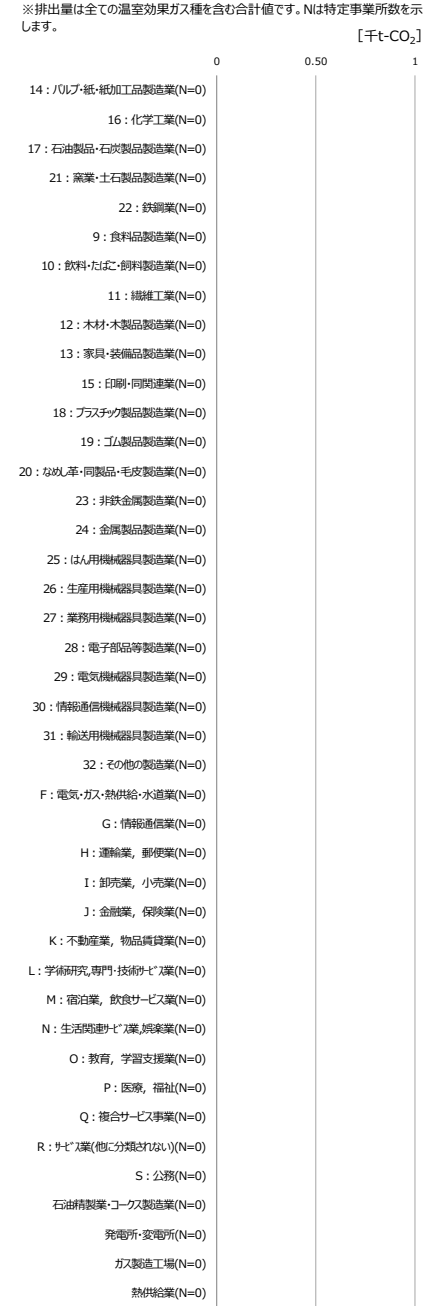 ※排出量は全ての温室効果ガス種を含む合計値です。Nは特定事業所数を示
します。
[千t-CO2]
0 0.50 1
14：パルプ・紙・紙加工品製造業(N=0)
16：化学工業(N=0)
17：石油製品・石炭製品製造業(N=0)
21：窯業・土石製品製造業(N=0)
22：鉄鋼業(N=0)
9：食料品製造業(N=0)
10：飲料・たばこ・飼料製造業(N=0)
11：繊維工業(N=0)
12：木材・木製品製造業(N=0)
13：家具・装備品製造業(N=0)
15：印刷・同関連業(N=0)
18：プラスチック製品製造業(N=0)
19：ゴム製品製造業(N=0)
20：なめし革・同製品・毛皮製造業(N=0)
23：非鉄金属製造業(N=0)
24：金属製品製造業(N=0)
25：はん用機械器具製造業(N=0)
26：生産用機械器具製造業(N=0)
27：業務用機械器具製造業(N=0)
28：電子部品等製造業(N=0)
29：電気機械器具製造業(N=0)
30：情報通信機械器具製造業(N=0)
31：輸送用機械器具製造業(N=0)
32：その他の製造業(N=0)
F：電気・ガス・熱供給・水道業(N=0)
G：情報通信業(N=0)
H：運輸業，郵便業(N=0)
I：卸売業，小売業(N=0)
J：金融業，保険業(N=0)
K：不動産業，物品賃貸業(N=0)
L：学術研究,専門・技術ｻｰﾋﾞｽ業(N=0)
M：宿泊業，飲食サービス業(N=0)
N：生活関連ｻｰﾋﾞｽ業,娯楽業(N=0)
O：教育，学習支援業(N=0)
P：医療，福祉(N=0)
Q：複合サービス事業(N=0)
R：ｻｰﾋﾞｽ業(他に分類されない)(N=0)
S：公務(N=0)
石油精製業・コークス製造業(N=0)
発電所・変電所(N=0)
ガス製造工場(N=0)
熱供給業(N=0)